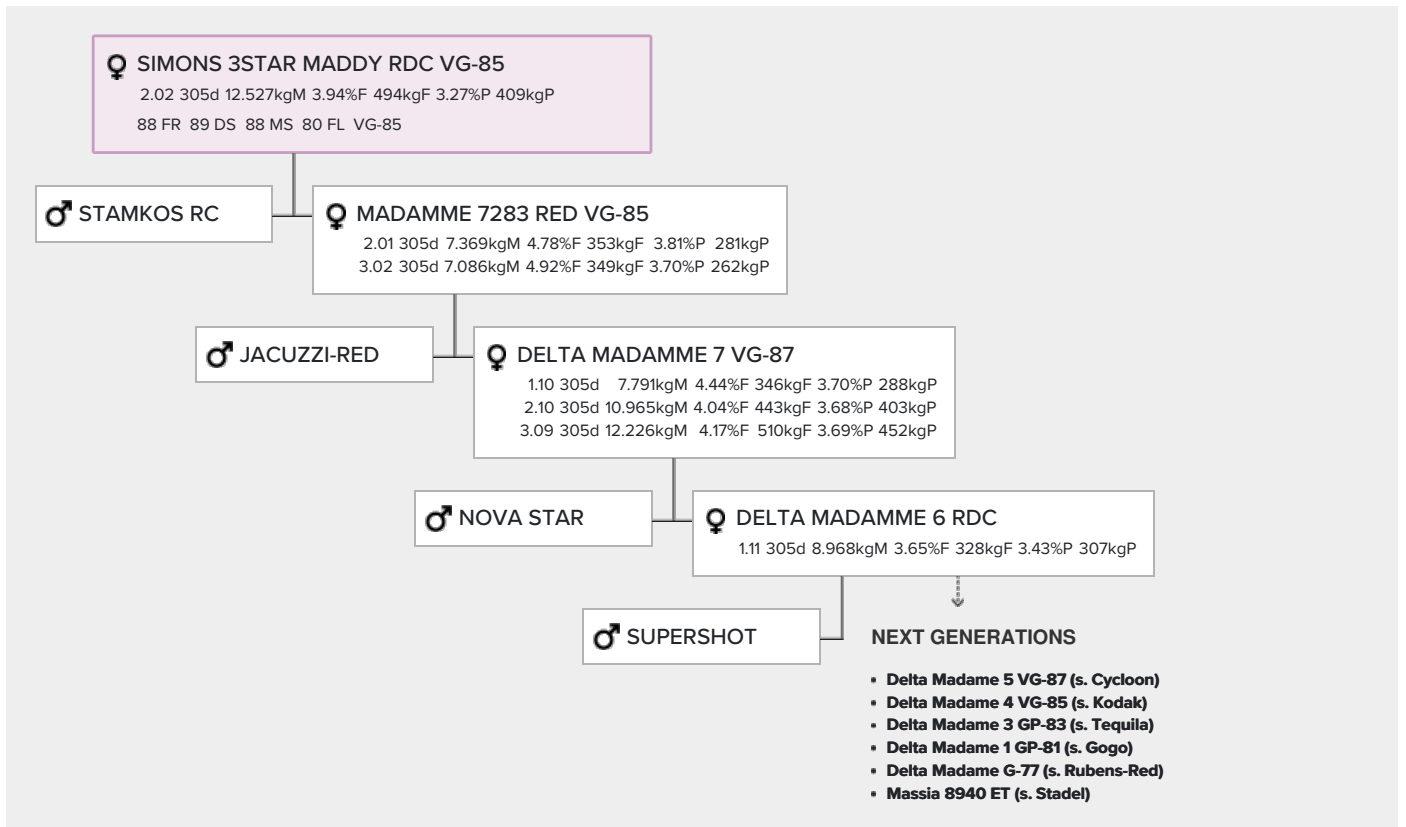 SIMONS 3STAR MADDY RDC VG-85
2.02 305d 12.527kgM 3.94%F 494kgF 3.27%P 409kgP
88 FR 89 DS 88 MS 80 FL VG-85
STAMKOS RC
MADAMME 7283 RED VG-85
2.01 305d 7.369kgM 4.78%F 353kgF 3.81%P 281kgP
3.02 305d 7.086kgM 4.92%F 349kgF 3.70%P 262kgP
JACUZZI-RED
DELTA MADAMME 7 VG-87
1.10 305d 7.791kgM 4.44%F 346kgF 3.70%P 288kgP
2.10 305d 10.965kgM 4.04%F 443kgF 3.68%P 403kgP
3.09 305d 12.226kgM 4.17%F 510kgF 3.69%P 452kgP
NOVA STAR
DELTA MADAMME 6 RDC
1.11 305d 8.968kgM 3.65%F 328kgF 3.43%P 307kgP
SUPERSHOT
NEXT GENERATIONS
• Delta Madame 5 VG-87 (s. Cycloon)
• Delta Madame 4 VG-85 (s. Kodak)
• Delta Madame 3 GP-83 (s. Tequila)
• Delta Madame 1 GP-81 (s. Gogo)
• Delta Madame G-77 (s. Rubens-Red)
• Massia 8940 ET (s. Stadel)